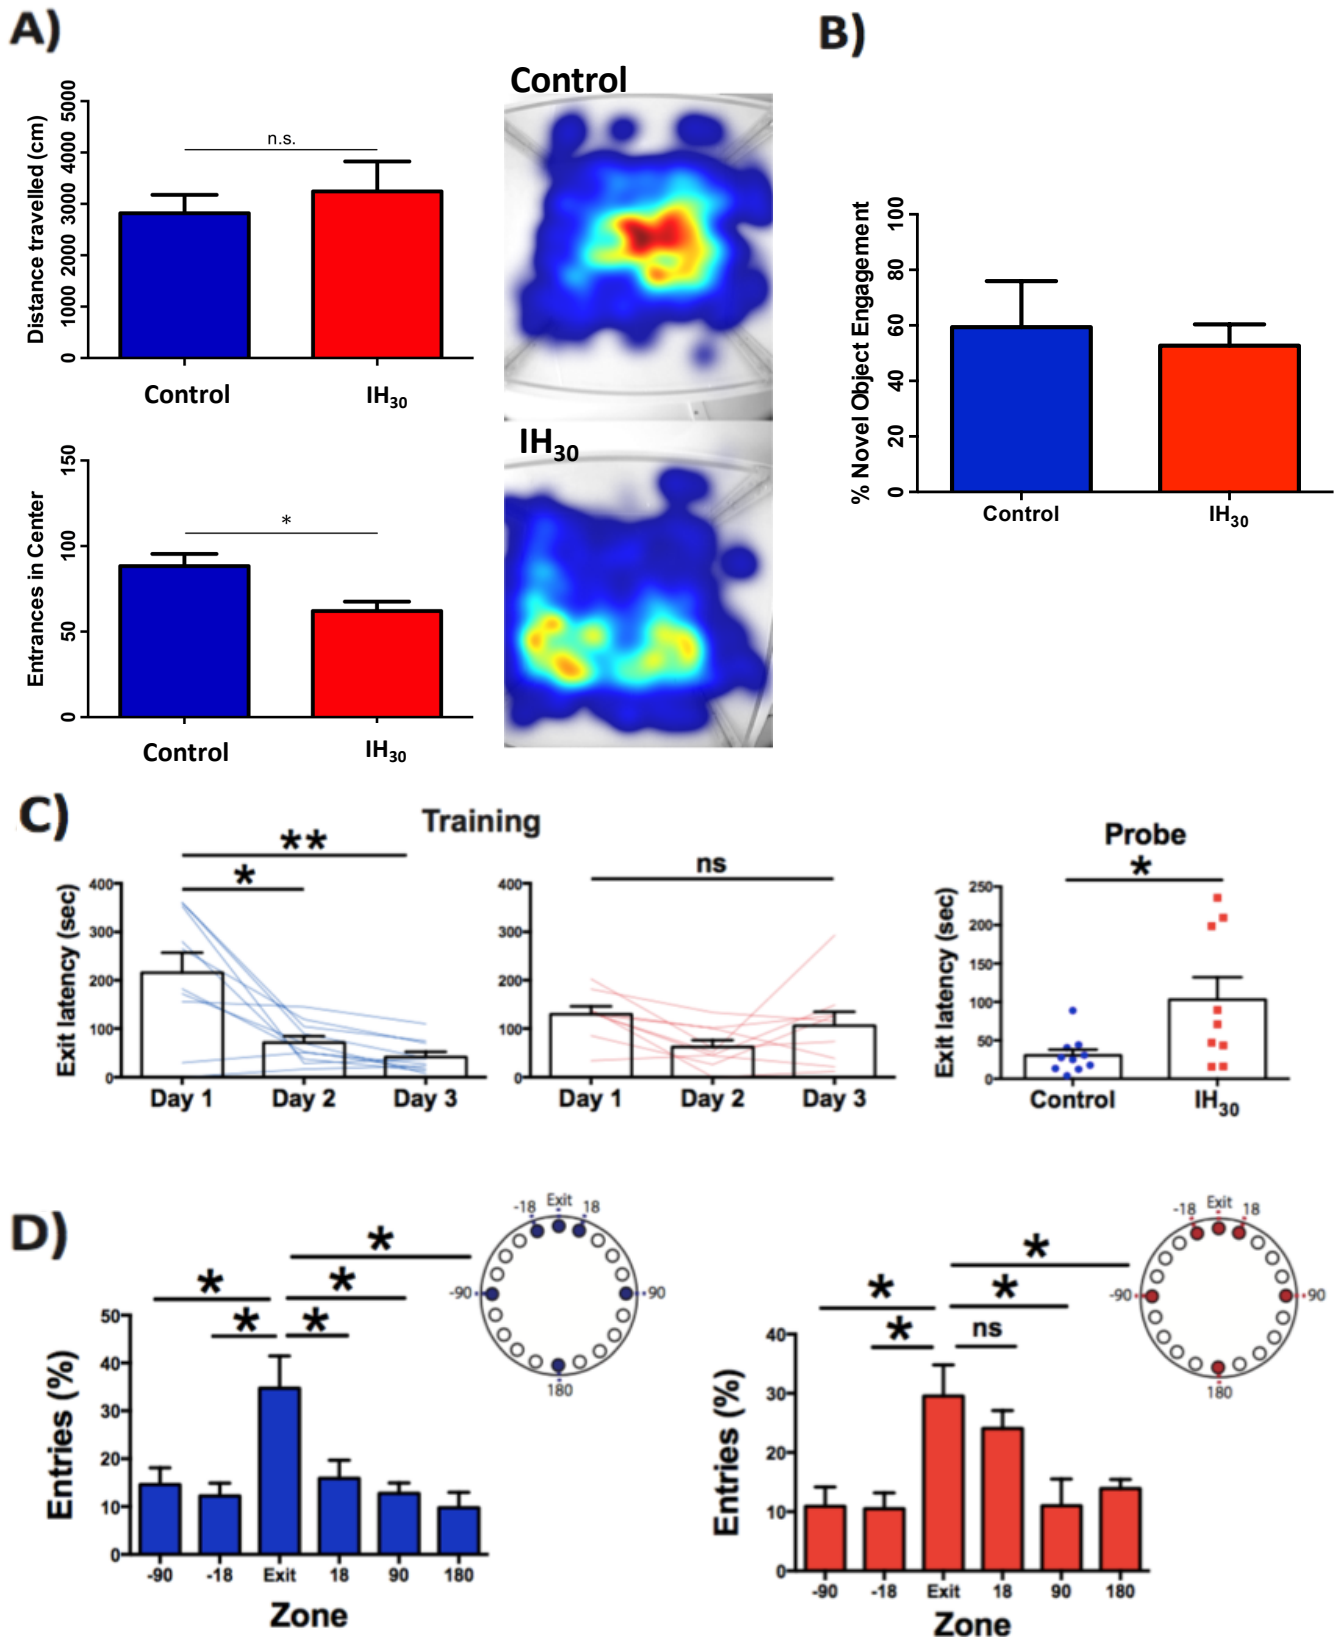 A)
Distance travelled (cm)
5000
4000
3000
2000
1000
0
n.s.
Control
IH30
Entrances in Center
150
100
50
0
*
Control
IH30
Control
IH30
B)
% Novel Object Engagement
100
80
60
40
20
0
Control
IH30
C)
Training
**
*
Exit latency (sec)
400
300
200
100
0
Day 1 Day 2 Day 3
ns
400
300
200
100
0
Day 1 Day 2 Day 3
Probe
*
Exit latency (sec)
250
200
150
100
50
0
Control IH30
D)
*
* *
* *
Entries (%)
50
40
30
20
10
0
-90 -18 Exit 18 90 180
Zone
-18 Exit 18
-90 90
180
*
* *
* ns
Entries (%)
40
30
20
10
0
-90 -18 Exit 18 90 180
Zone
-18 Exit 18
-90 90
180